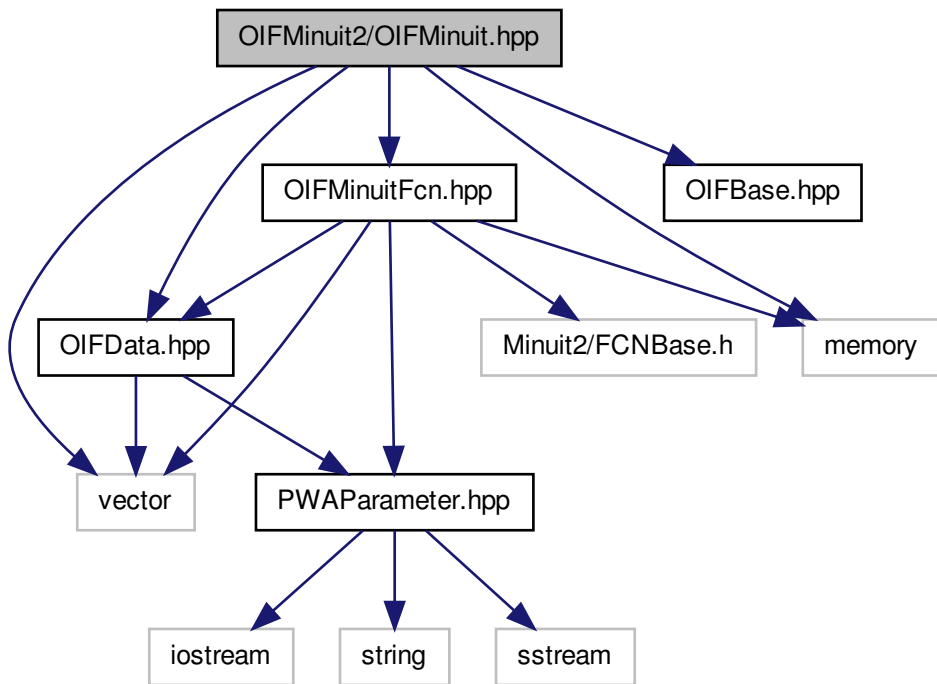 OIFMinuit2/OIFMinuit.hpp
OIFMinuitFcn.hpp
OIFBase.hpp
OIFData.hpp
Minuit2/FCNBase.h
memory
vector
PWAParameter.hpp
iostream
string
sstream